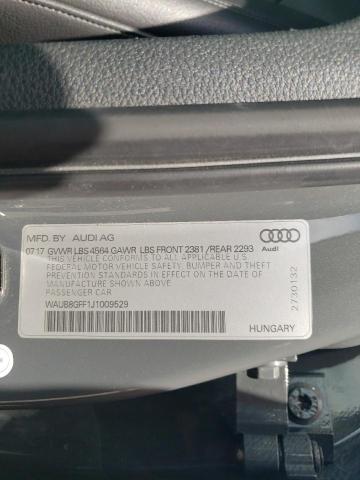 MFD. BY AUDI AG
07.17 GVWR LBS 4564 GAWR LBS FRONT 2381 /REAR 2293
THIS VEHICLE CONFORMS TO ALL APPLICABLE U.S.
FEDERAL MOTOR VEHICLE SAFETY, BUMPER AND THEFT
PREVENTION STANDARDS IN EFFECT ON THE DATE OF
MANUFACTURE SHOWN ABOVE
PASSENGER CAR
WAUB8GFF1J1009529
Audi
2730132
HUNGARY